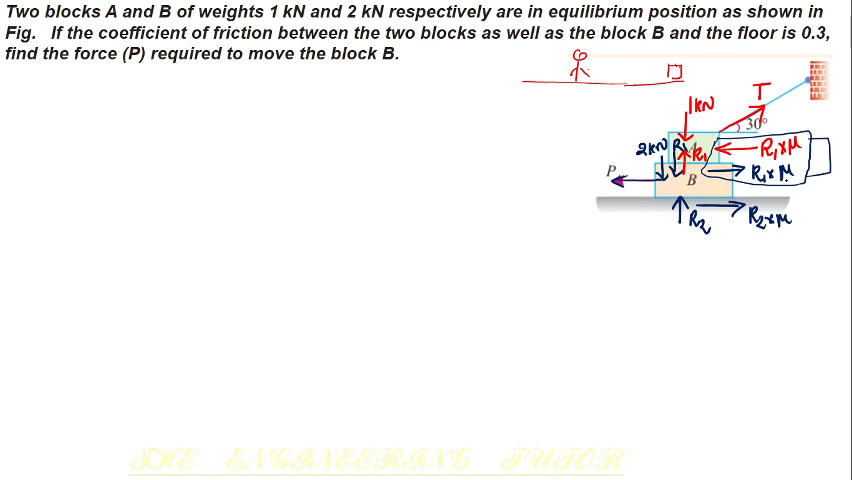 Two blocks A and B of weights 1 kN and 2 kN respectively are in equilibrium position as shown in
Fig. If the coefficient of friction between the two blocks as well as the block B and the floor is 0.3,
find the force (P) required to move the block B.
1kN
T
30°
2kN
R1
A
R1
R1×μ
P
B
R1×μ
R2
R2×μ
THE ENGINEERING TUTOR